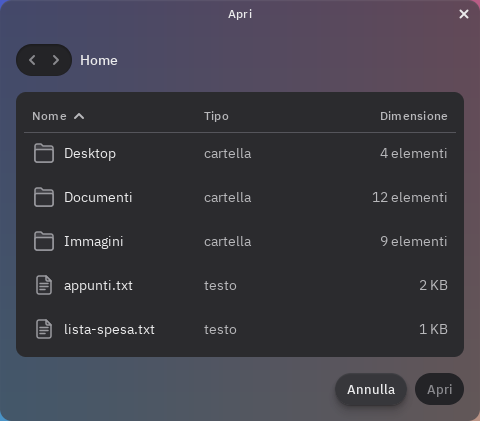 Apri
Home
Nome Tipo Dimensione
Desktop cartella 4 elementi
Documenti cartella 12 elementi
Immagini cartella 9 elementi
appunti.txt testo 2 KB
lista-spesa.txt testo 1 KB
Annulla Apri